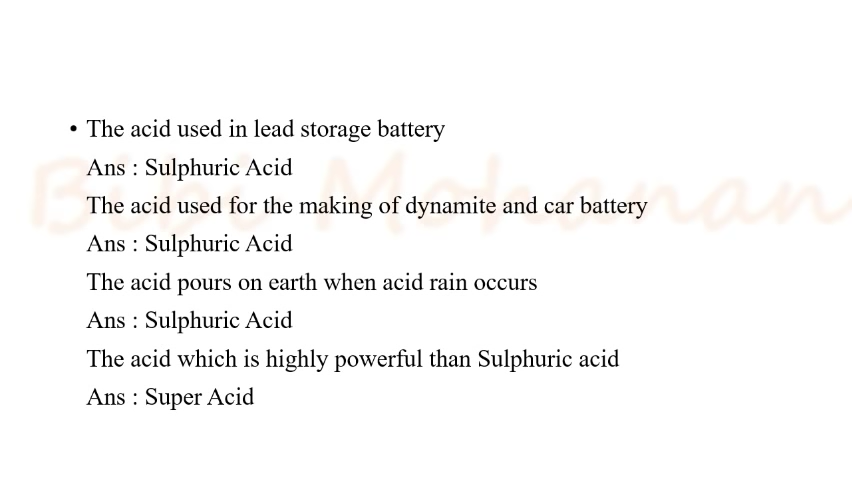 • The acid used in lead storage battery
Ans : Sulphuric Acid
The acid used for the making of dynamite and car battery
Ans : Sulphuric Acid
The acid pours on earth when acid rain occurs
Ans : Sulphuric Acid
The acid which is highly powerful than Sulphuric acid
Ans : Super Acid
Bibi Mohanan